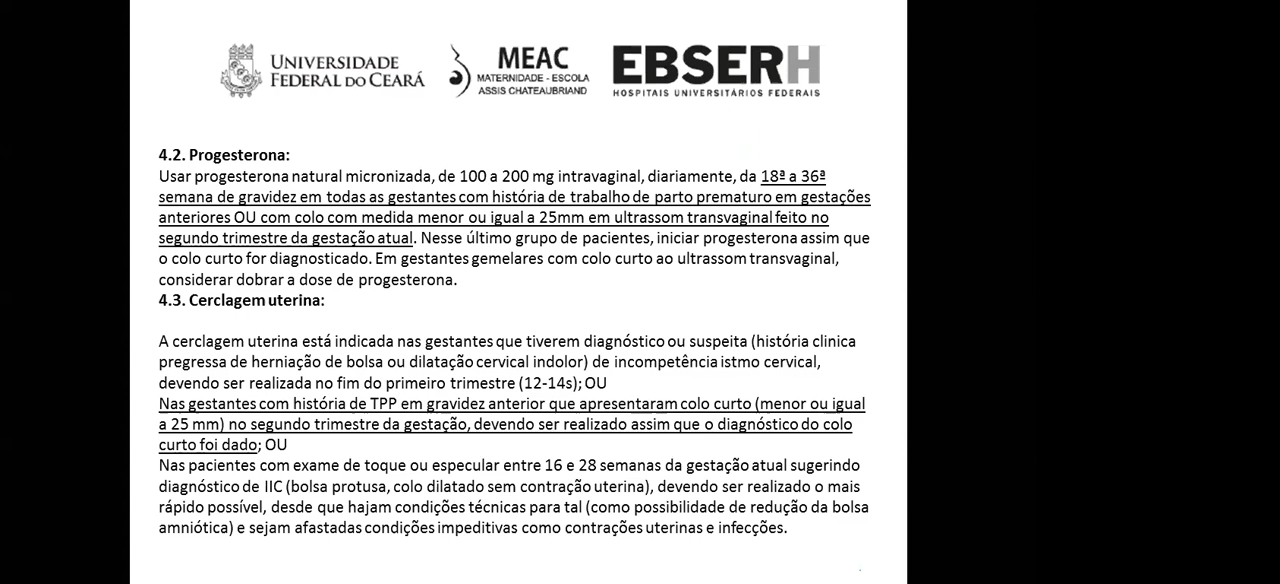 UNIVERSIDADE
FEDERAL DO CEARÁ
MEAC
MATERNIDADE - ESCOLA
ASSIS CHATEAUBRIAND
EBSERH
HOSPITAIS UNIVERSITÁRIOS FEDERAIS
4.2. Progesterona:
Usar progesterona natural micronizada, de 100 a 200 mg intravaginal, diariamente, da 18ª a 36ª
semana de gravidez em todas as gestantes com história de trabalho de parto prematuro em gestações
anteriores OU com colo com medida menor ou igual a 25mm em ultrassom transvaginal feito no
segundo trimestre da gestação atual. Nesse último grupo de pacientes, iniciar progesterona assim que
o colo curto for diagnosticado. Em gestantes gemelares com colo curto ao ultrassom transvaginal,
considerar dobrar a dose de progesterona.
4.3. Cerclagem uterina:
A cerclagem uterina está indicada nas gestantes que tiverem diagnóstico ou suspeita (história clinica
pregressa de herniação de bolsa ou dilatação cervical indolor) de incompetência istmo cervical,
devendo ser realizada no fim do primeiro trimestre (12-14s); OU
Nas gestantes com história de TPP em gravidez anterior que apresentaram colo curto (menor ou igual
a 25 mm) no segundo trimestre da gestação, devendo ser realizado assim que o diagnóstico do colo
curto foi dado; OU
Nas pacientes com exame de toque ou especular entre 16 e 28 semanas da gestação atual sugerindo
diagnóstico de IIC (bolsa protusa, colo dilatado sem contração uterina), devendo ser realizado o mais
rápido possível, desde que hajam condições técnicas para tal (como possibilidade de redução da bolsa
amniótica) e sejam afastadas condições impeditivas como contrações uterinas e infecções.